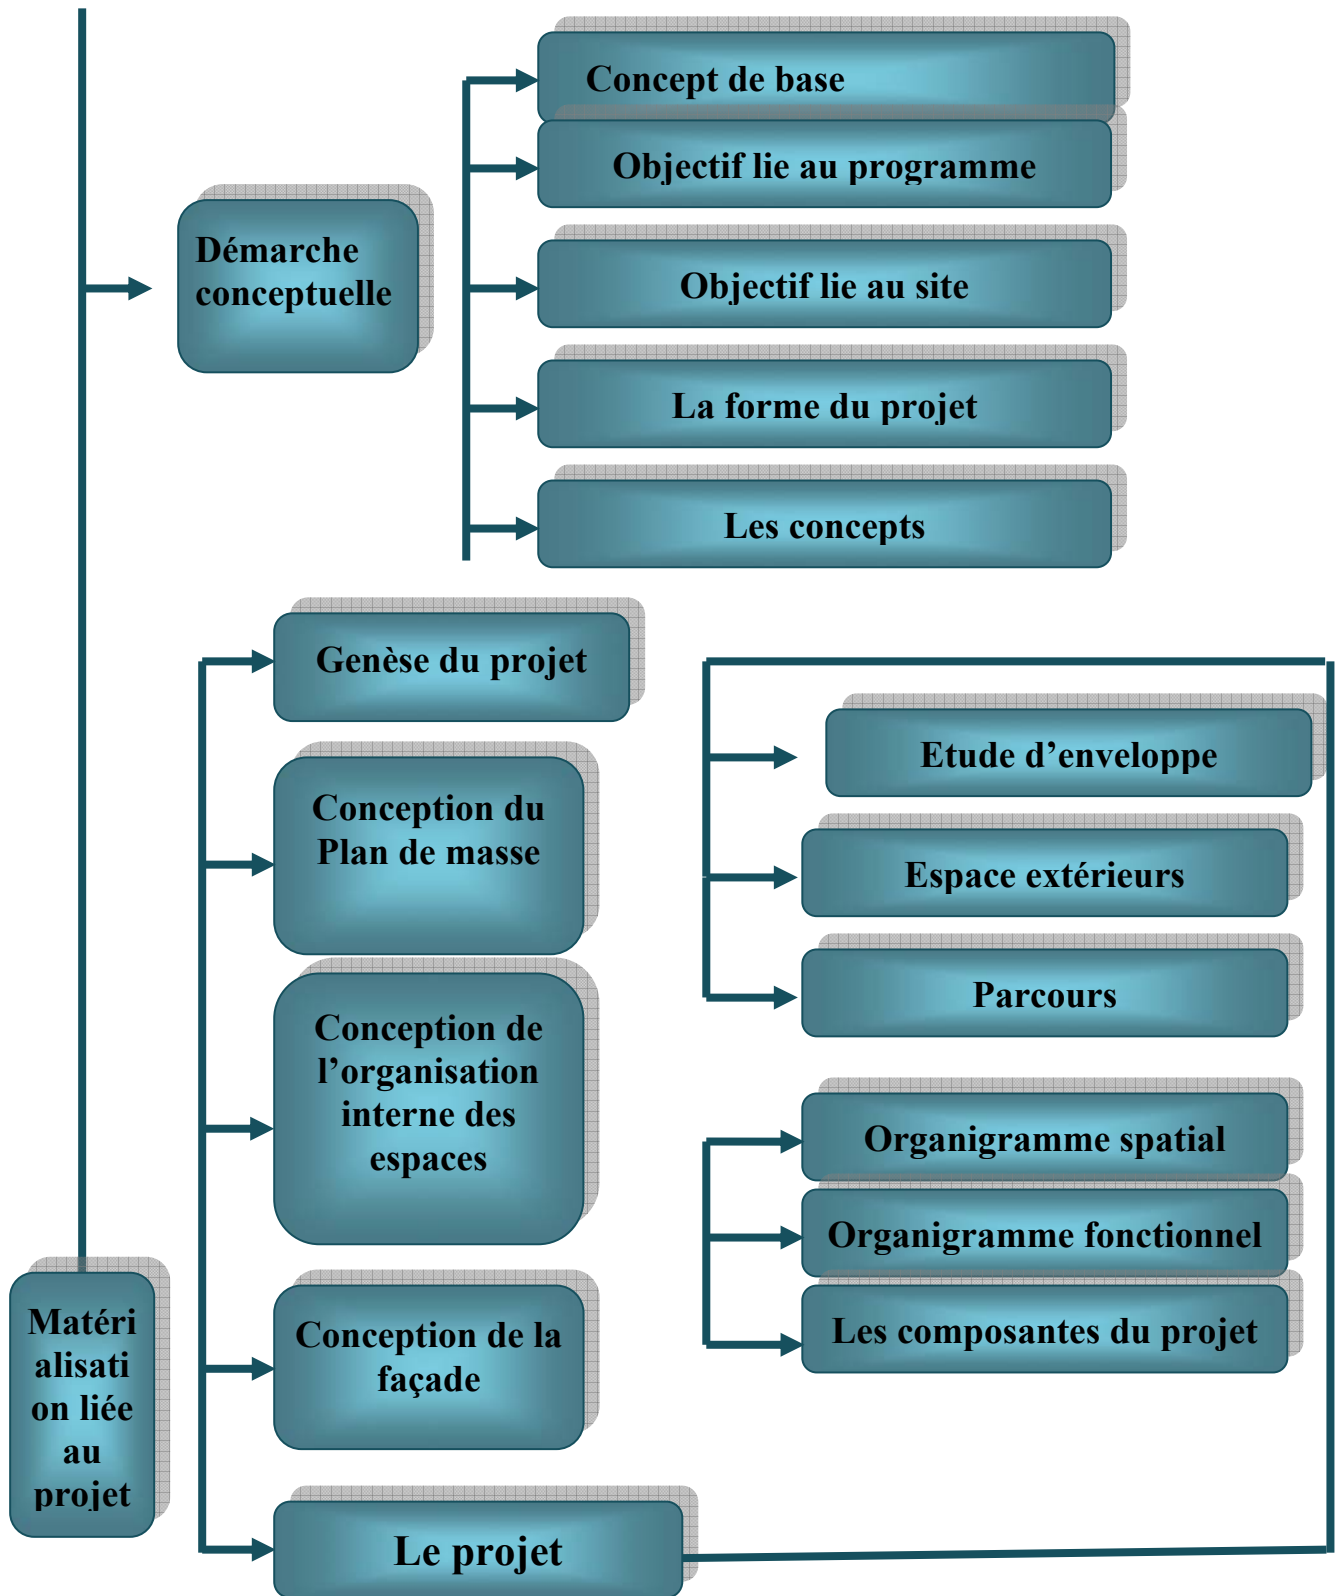 Concept de base
Objectif lie au programme
Démarche
conceptuelle
Objectif lie au site
La forme du projet
Les concepts
Genèse du projet
Conception du
Plan de masse
Conception de
l’organisation
interne des
espaces
Conception de la
façade
Le projet
Etude d’enveloppe
Espace extérieurs
Parcours
Organigramme spatial
Organigramme fonctionnel
Les composantes du projet
Matéri
alisati
on liée
au
projet